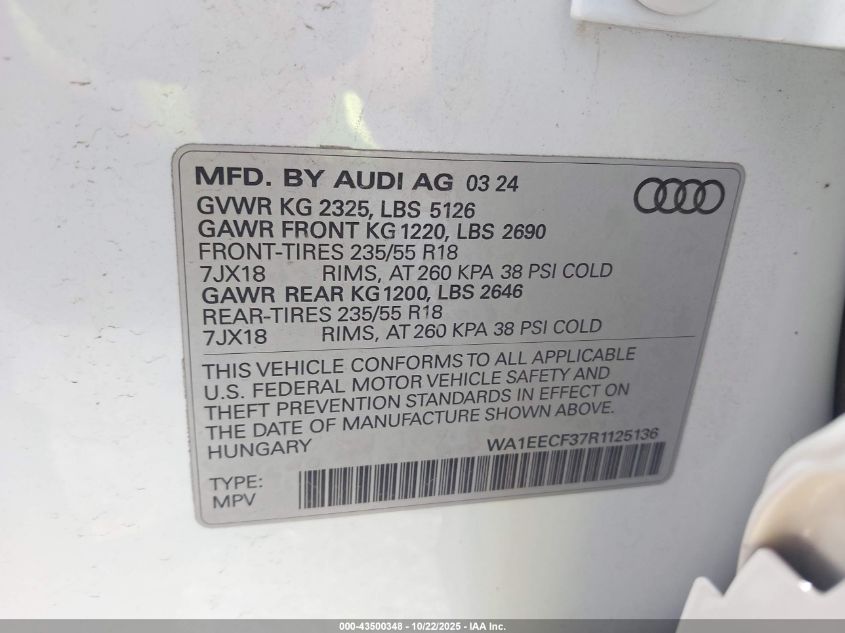 MFD. BY AUDI AG 03 24
GVWR KG 2325, LBS 5126
GAWR FRONT KG 1220, LBS 2690
FRONT-TIRES 235/55 R18
7JX18 RIMS, AT 260 KPA 38 PSI COLD
GAWR REAR KG 1200, LBS 2646
REAR-TIRES 235/55 R18
7JX18 RIMS, AT 260 KPA 38 PSI COLD
THIS VEHICLE CONFORMS TO ALL APPLICABLE
U.S. FEDERAL MOTOR VEHICLE SAFETY AND
THEFT PREVENTION STANDARDS IN EFFECT ON
THE DATE OF MANUFACTURE SHOWN ABOVE.
HUNGARY WA1EECF37R1125136
TYPE:
MPV
000-43500348 - 10/22/2025 - IAA Inc.